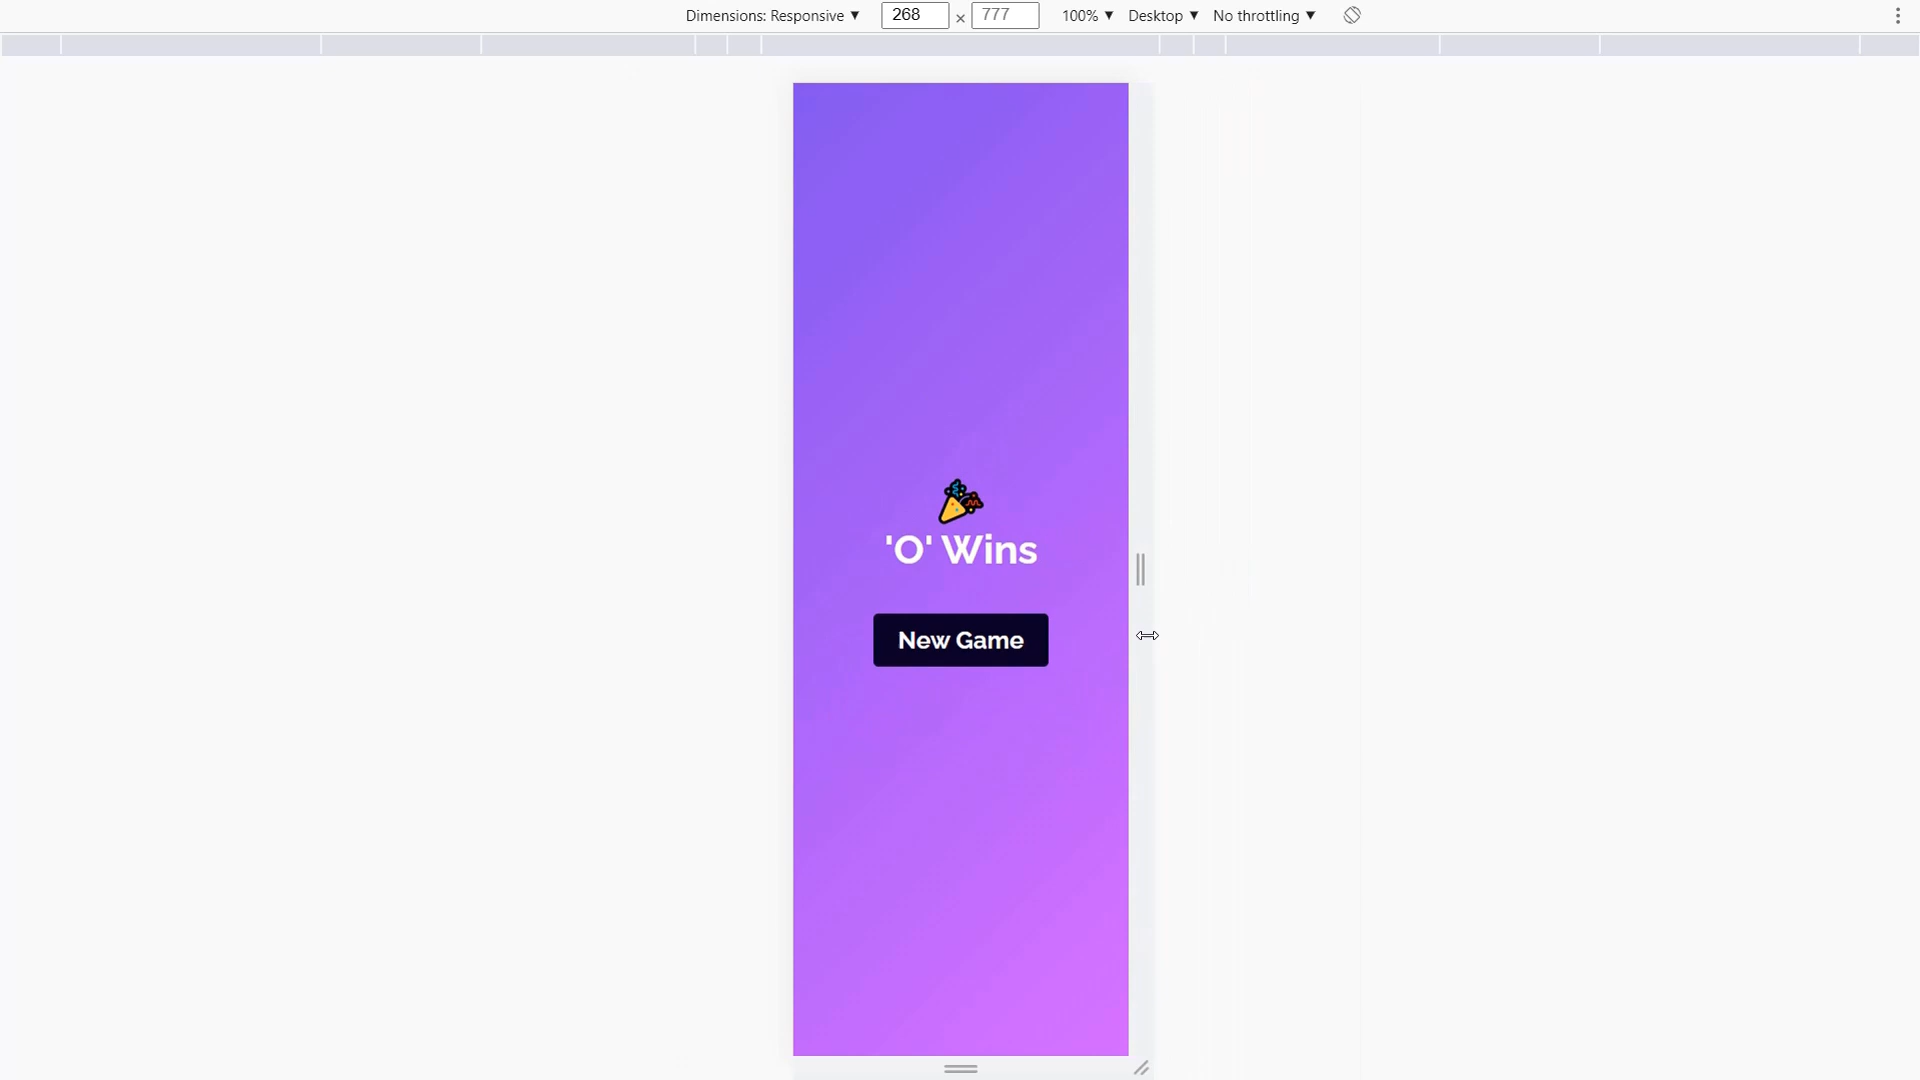 Dimensions: Responsive ▼ 268 × 777 100% ▼ Desktop ▼ No throttling ▼
'O' Wins
New Game